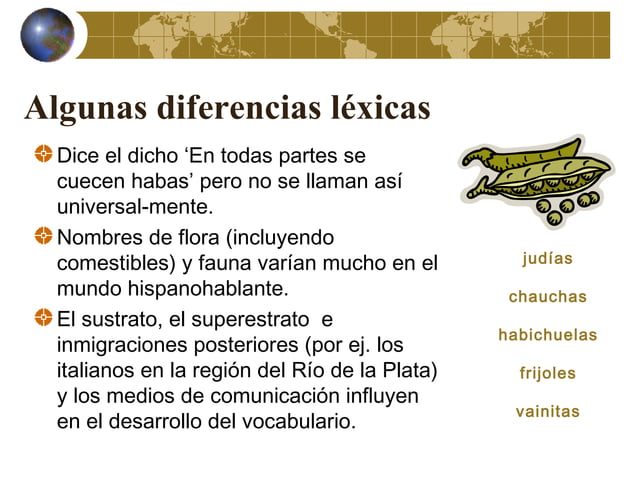 Algunas diferencias léxicas
Dice el dicho ‘En todas partes se
cuecen habas’ pero no se llaman así
universal-mente.
Nombres de flora (incluyendo
comestibles) y fauna varían mucho en el
mundo hispanohablante.
El sustrato, el superestrato  e
inmigraciones posteriores (por ej. los
italianos en la región del Río de la Plata)
y los medios de comunicación influyen
en el desarrollo del vocabulario.
judías
chauchas
habichuelas
frijoles
vainitas